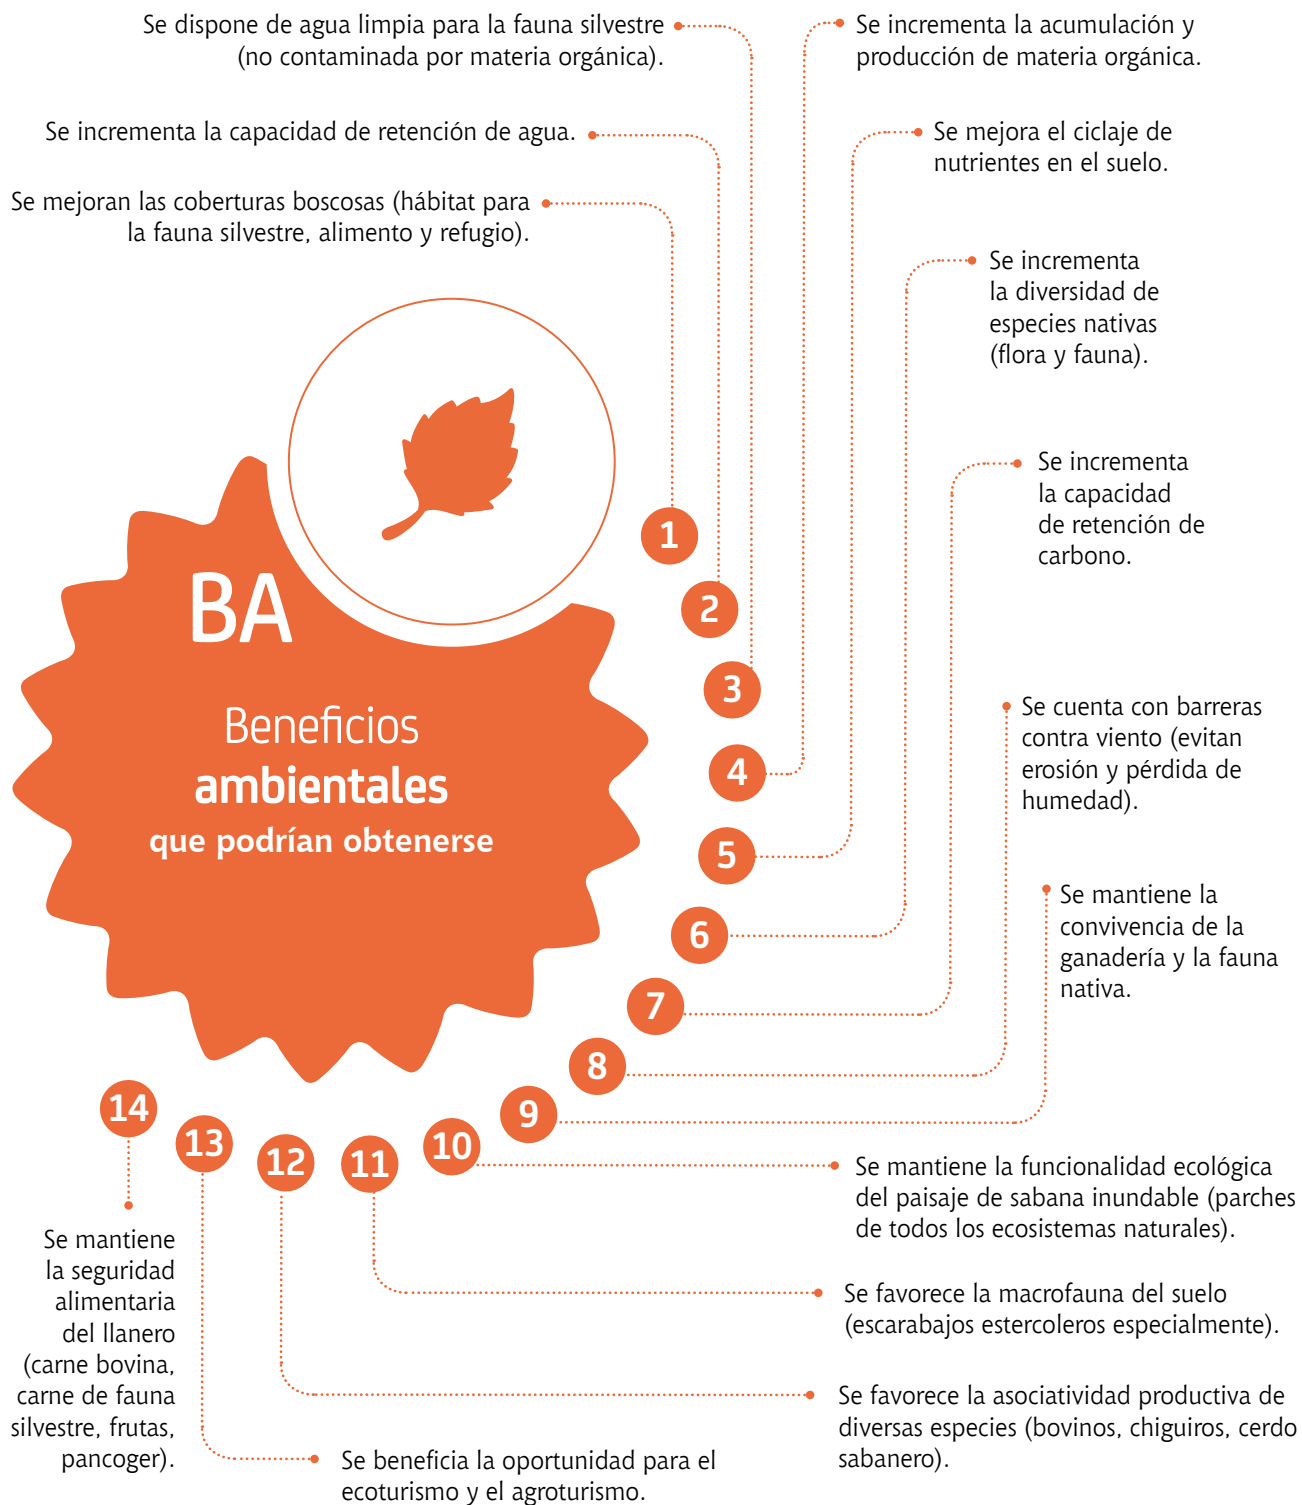 Se dispone de agua limpia para la fauna silvestre
(no contaminada por materia orgánica).
Se incrementa la acumulación y
producción de materia orgánica.
Se incrementa la capacidad de retención de agua.
Se mejora el ciclaje de
nutrientes en el suelo.
Se mejoran las coberturas boscosas (hábitat para
la fauna silvestre, alimento y refugio).
Se incrementa
la diversidad de
especies nativas
(flora y fauna).
Se incrementa
la capacidad
de retención de
carbono.
BA
Beneficios
ambientales
que podrían obtenerse
1
2
3
4
5
6
7
8
9
10
11
12
13
14
Se cuenta con barreras
contra viento (evitan
erosión y pérdida de
humedad).
Se mantiene la
convivencia de la
ganadería y la fauna
nativa.
Se mantiene la funcionalidad ecológica
del paisaje de sabana inundable (parches
de todos los ecosistemas naturales).
Se favorece la macrofauna del suelo
(escarabajos estercoleros especialmente).
Se favorece la asociatividad productiva de
diversas especies (bovinos, chiguiros, cerdo
sabanero).
Se beneficia la oportunidad para el
ecoturismo y el agroturismo.
Se mantiene
la seguridad
alimentaria
del llanero
(carne bovina,
carne de fauna
silvestre, frutas,
pancoger).